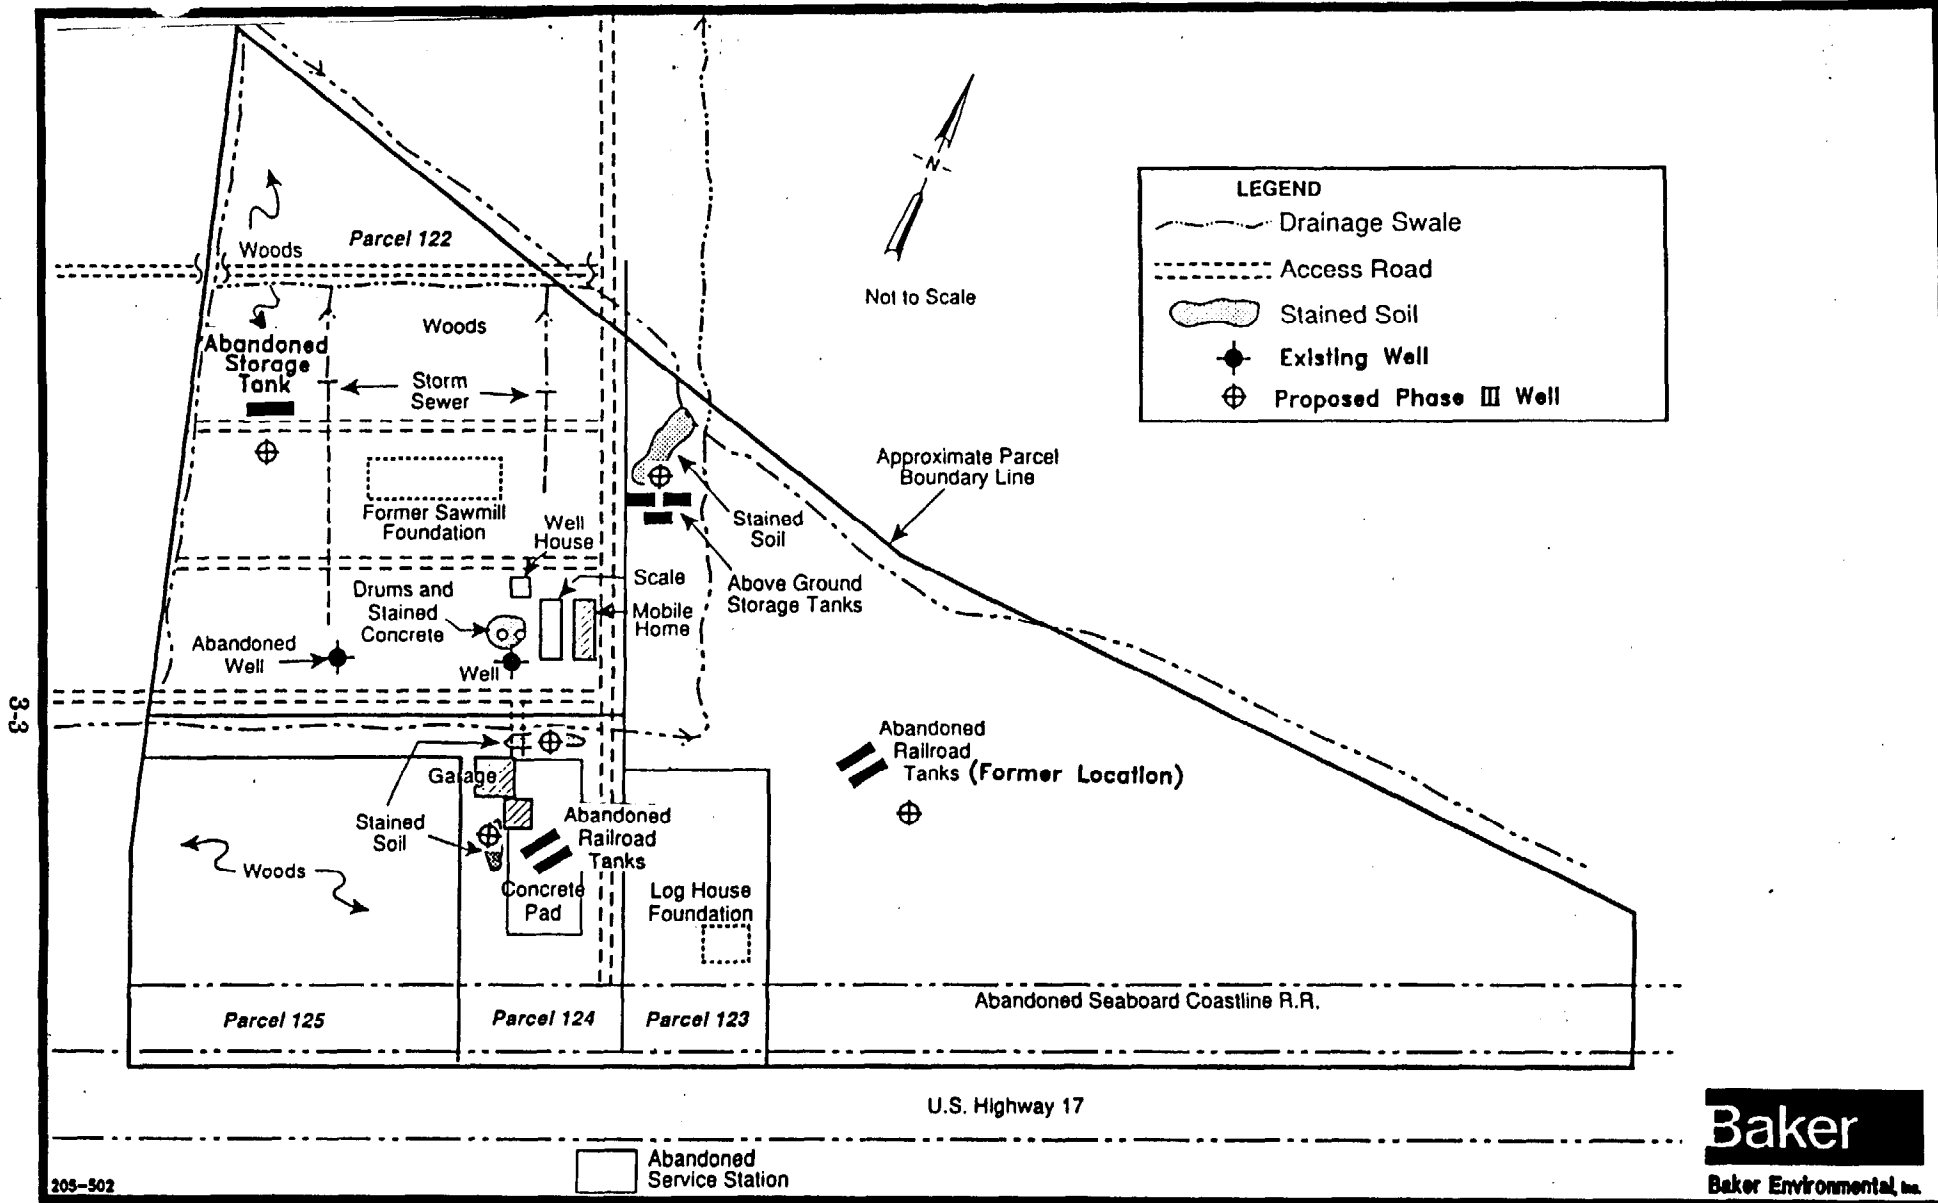 N
Not to Scale
LEGEND
Drainage Swale
Access Road
Stained Soil
Existing Well
Proposed Phase III Well
Woods
Parcel 122
Woods
Abandoned
Storage
Tank
Storm
Sewer
Former Sawmill
Foundation
Well
House
Stained
Soil
Approximate Parcel
Boundary Line
Scale
Above Ground
Storage Tanks
Drums and
Stained
Concrete
Mobile
Home
Abandoned
Well
Well
3-3
Abandoned
Railroad
Tanks (Former Location)
Garage
Stained
Soil
Abandoned
Railroad
Tanks
Woods
Concrete
Pad
Log House
Foundation
Abandoned Seaboard Coastline R.R.
Parcel 125
Parcel 124
Parcel 123
U.S. Highway 17
Abandoned
Service Station
205-502
Baker
Baker Environmental, Inc.